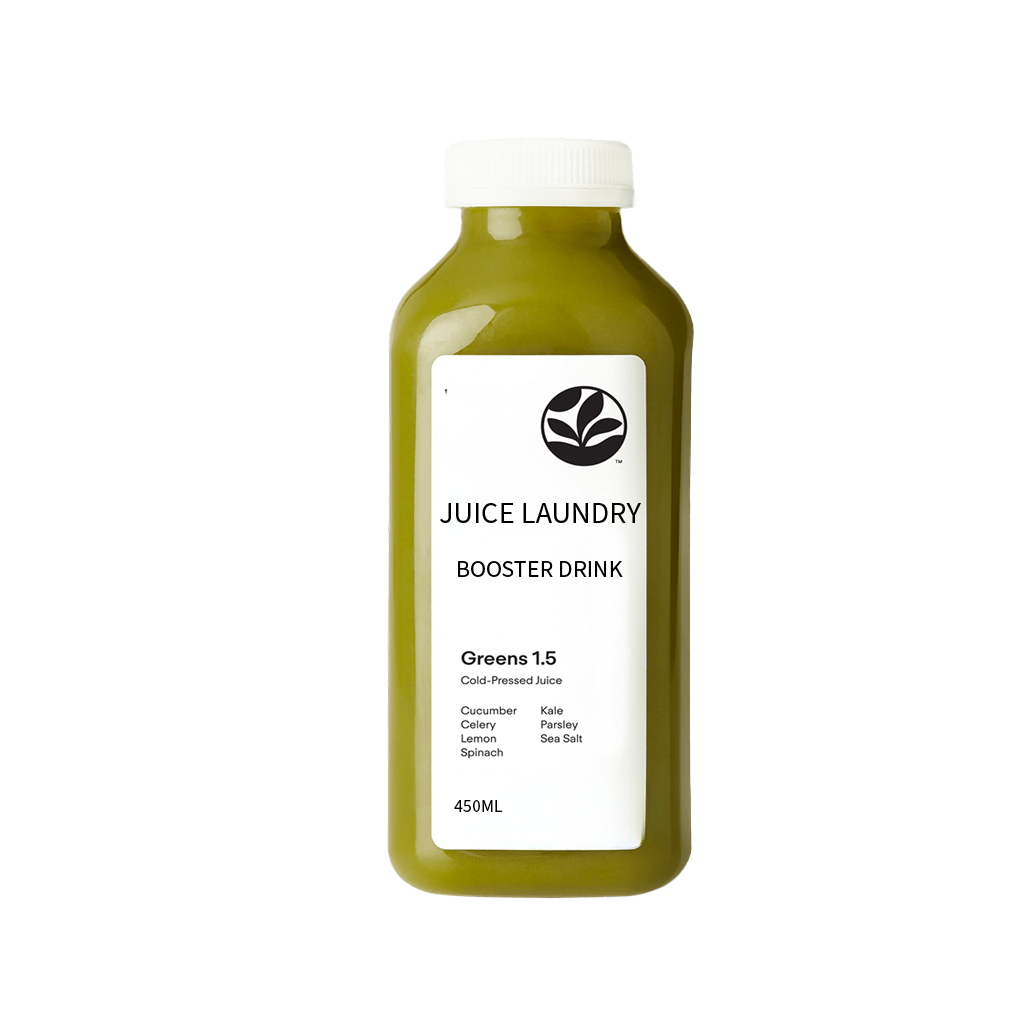 ™
JUICE LAUNDRY
BOOSTER DRINK
Greens 1.5
Cold-Pressed Juice
Cucumber Kale
Celery Parsley
Lemon Sea Salt
Spinach
450ML